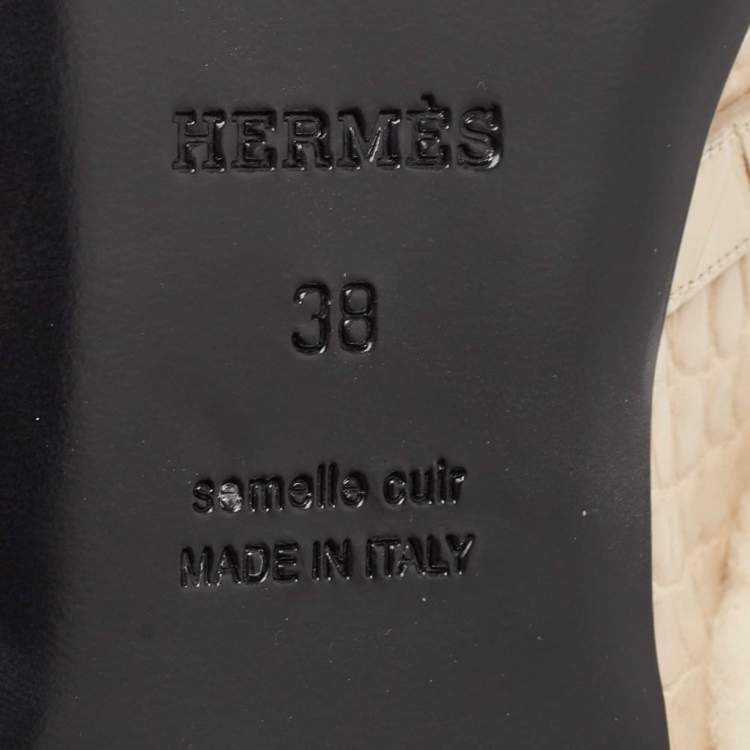 HERMÈS
38
semelle cuir
MADE IN ITALY